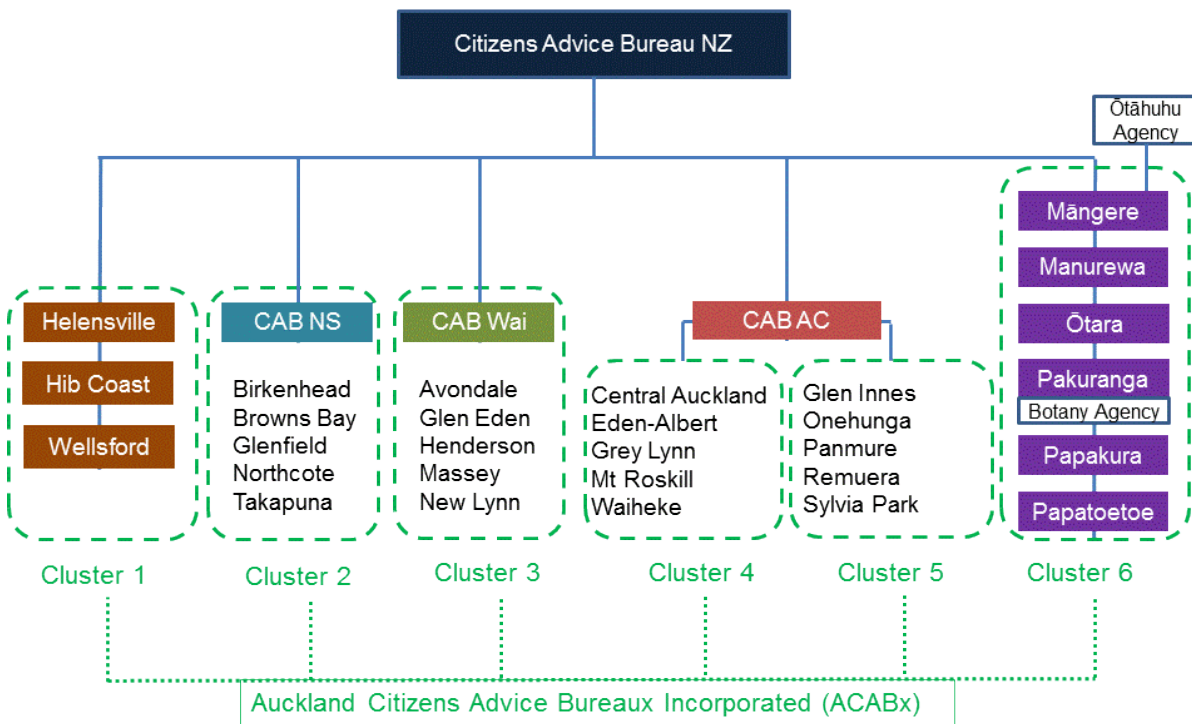 Citizens Advice Bureau NZ
Ōtāhuhu
Agency
Helensville
Hib Coast
Wellsford
CAB NS
Birkenhead
Browns Bay
Glenfield
Northcote
Takapuna
CAB Wai
Avondale
Glen Eden
Henderson
Massey
New Lynn
CAB AC
Central Auckland
Eden-Albert
Grey Lynn
Mt Roskill
Waiheke
Glen Innes
Onehunga
Panmure
Remuera
Sylvia Park
Māngere
Manurewa
Ōtara
Pakuranga
Botany Agency
Papakura
Papatoetoe
Cluster 1
Cluster 2
Cluster 3
Cluster 4
Cluster 5
Cluster 6
Auckland Citizens Advice Bureaux Incorporated (ACABx)